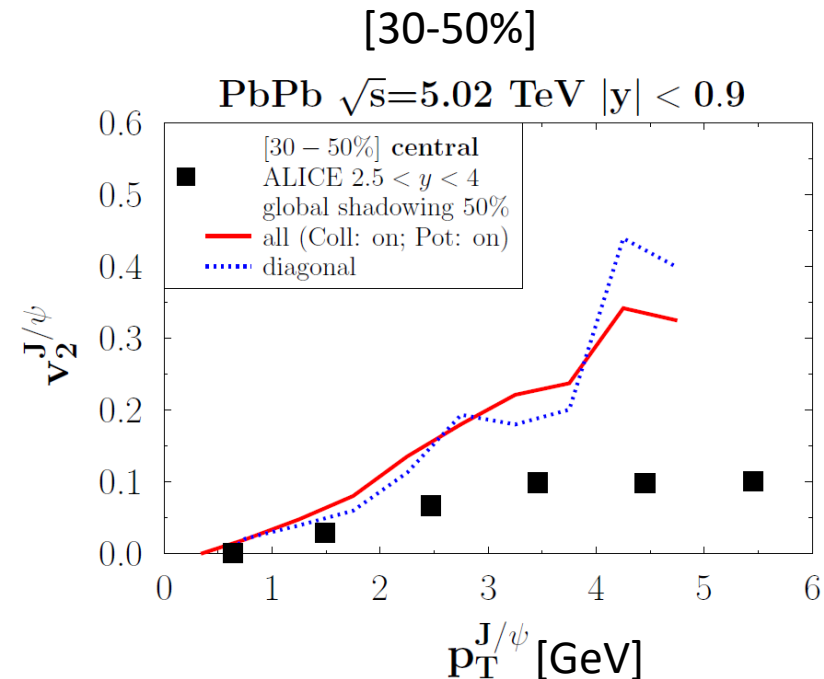 [30-50%]
PbPb √s=5.02 TeV |y| < 0.9
[30 − 50%] central
ALICE 2.5 < y < 4
global shadowing 50%
all (Coll: on; Pot: on)
diagonal
0.6
0.5
0.4
0.3
0.2
0.1
0.0
v₂^J/ψ
0 1 2 3 4 5 6
p_T^J/ψ [GeV]